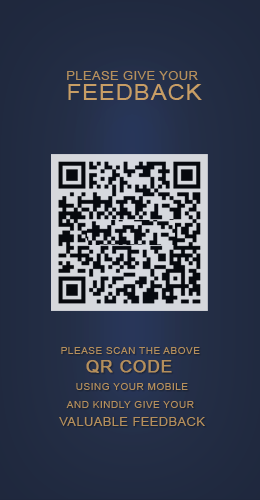 PLEASE GIVE YOUR
FEEDBACK
PLEASE SCAN THE ABOVE
QR CODE
USING YOUR MOBILE
AND KINDLY GIVE YOUR
VALUABLE FEEDBACK